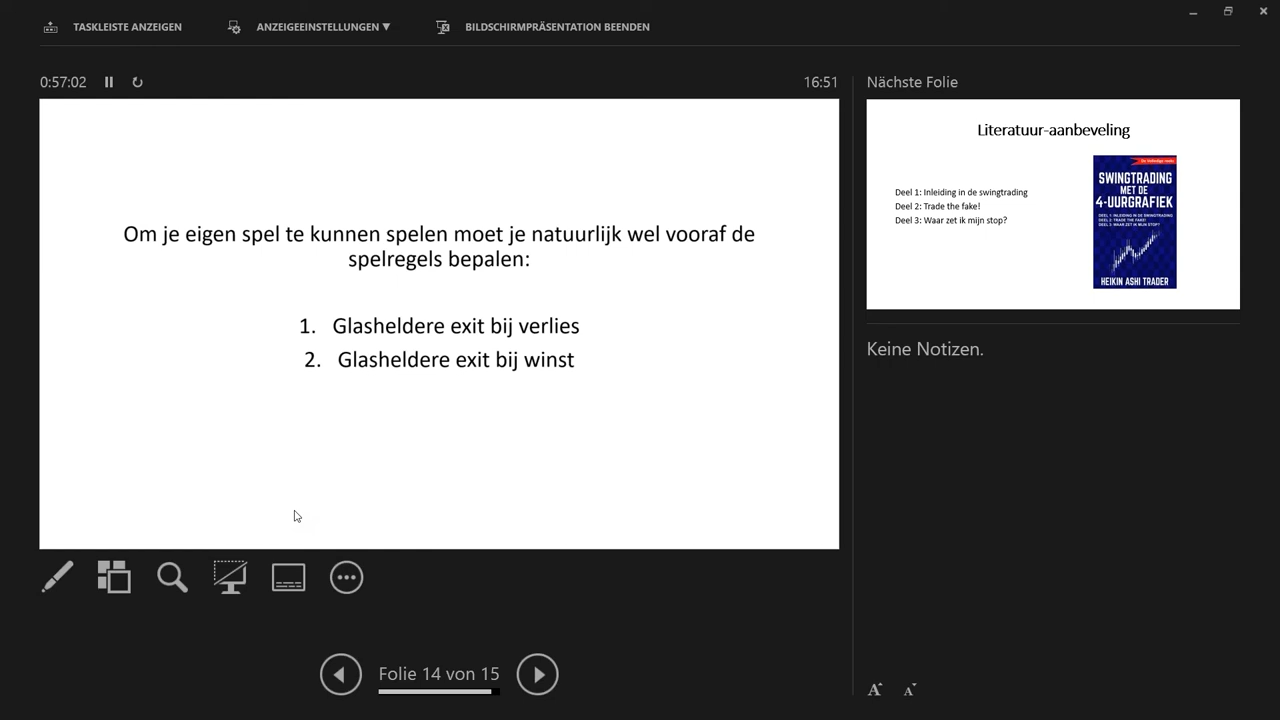 TASKLEISTE ANZEIGEN
ANZEIGEEINSTELLUNGEN ▼
BILDSCHIRMPRÄSENTATION BEENDEN
0:57:02
16:51
Om je eigen spel te kunnen spelen moet je natuurlijk wel vooraf de
spelregels bepalen:
1. Glasheldere exit bij verlies
2. Glasheldere exit bij winst
Folie 14 von 15
Nächste Folie
Literatuur-aanbeveling
Deel 1: Inleiding in de swingtrading
Deel 2: Trade the fake!
Deel 3: Waar zet ik mijn stop?
De Volledige reeks
SWINGTRADING
MET DE
4-UURGRAFIEK
DEEL 1: INLEIDING IN DE SWINGTRADING
DEEL 2: TRADE THE FAKE!
DEEL 3: WAAR ZET IK MIJN STOP?
HEIKIN ASHI TRADER
Keine Notizen.
A A